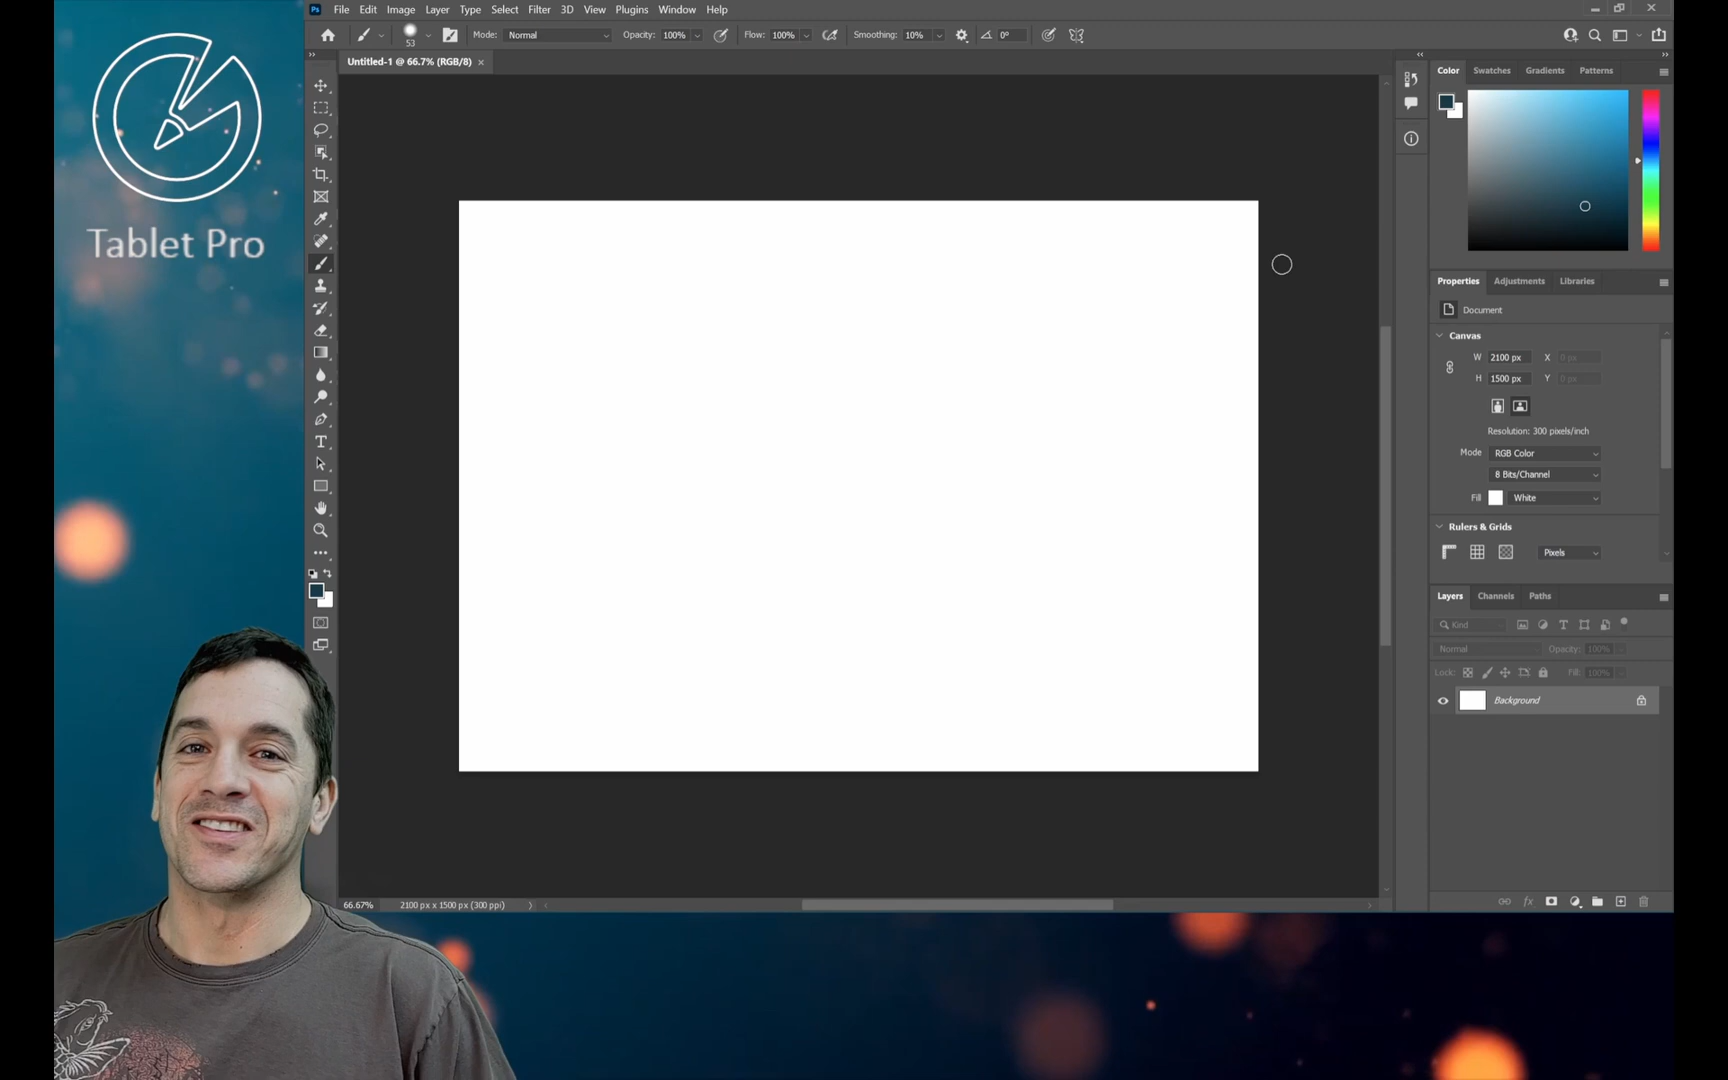 File Edit Image Layer Type Select Filter 3D View Plugins Window Help
53 Mode: Normal Opacity: 100% Flow: 100% Smoothing: 10% 0°
Untitled-1 @ 66.7% (RGB/8)
Tablet Pro
Color Swatches Gradients Patterns
Properties Adjustments Libraries
Document
Canvas
W 2100 px X 0 px
H 1500 px Y 0 px
Resolution: 300 pixels/inch
Mode RGB Color
8 Bits/Channel
Fill White
Rulers & Grids
Pixels
Layers Channels Paths
Kind
Normal Opacity: 100%
Lock: Fill: 100%
Background
66.67% 2100 px x 1500 px (300 ppi)